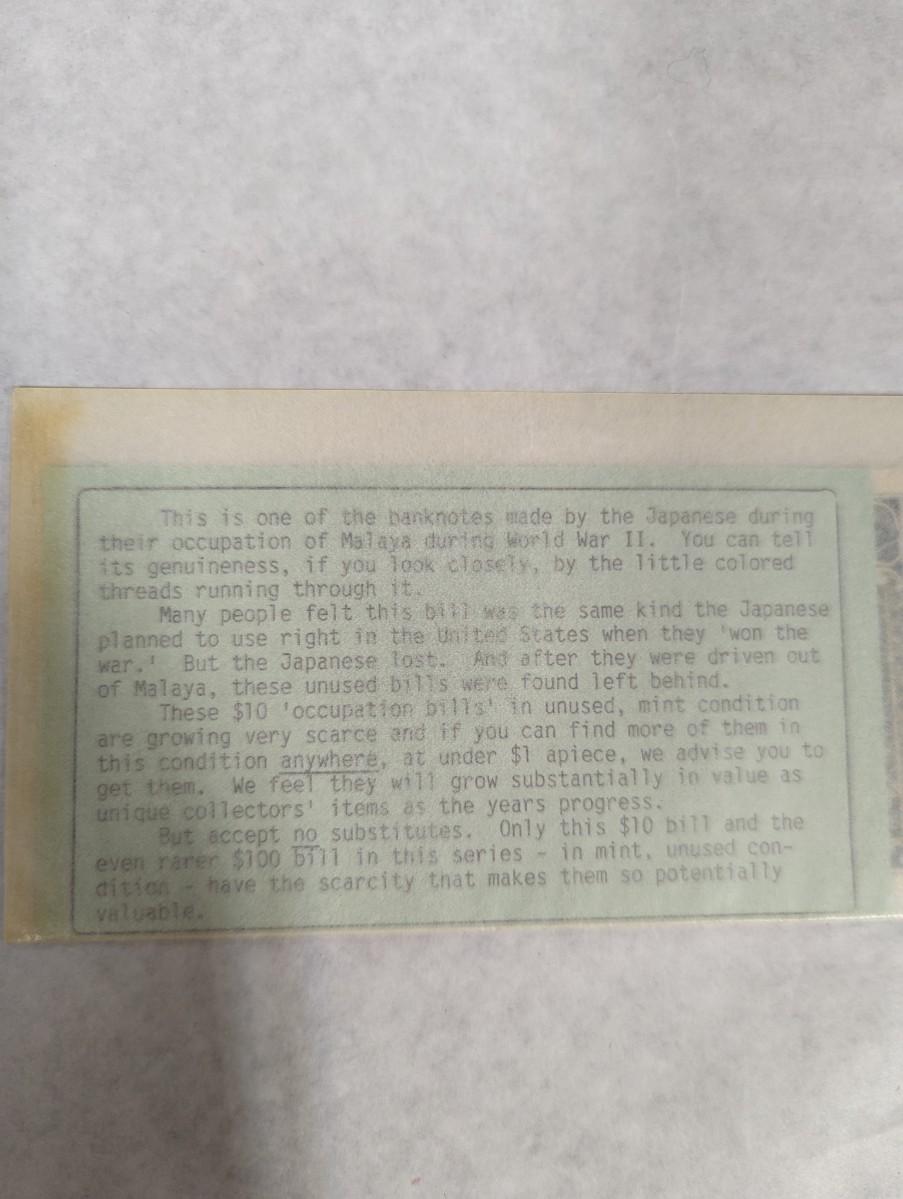 This is one of the banknotes made by the Japanese during
their occupation of Malaya during World War II. You can tell
its genuineness, if you look closely, by the little colored
threads running through it.
Many people felt this bill was the same kind the Japanese
planned to use right in the United States when they 'won the
war.' But the Japanese lost. And after they were driven out
of Malaya, these unused bills were found left behind.
These $10 'occupation bills' in unused, mint condition
are growing very scarce and if you can find more of them in
this condition anywhere, at under $1 apiece, we advise you to
get them. We feel they will grow substantially in value as
unique collectors' items as the years progress.
But accept no substitutes. Only this $10 bill and the
even rarer $100 bill in this series - in mint, unused con-
dition - have the scarcity that makes them so potentially
valuable.